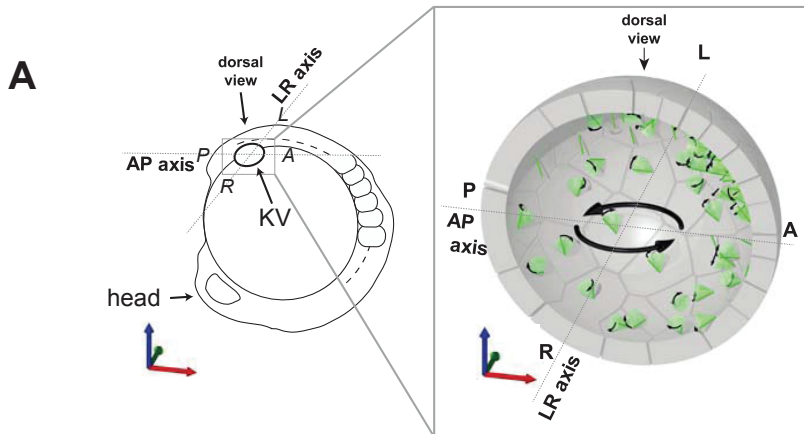 A
dorsal
view
LR axis
L
P
A
AP axis
R
KV
head
dorsal
view
L
P
AP
axis
A
R
LR axis